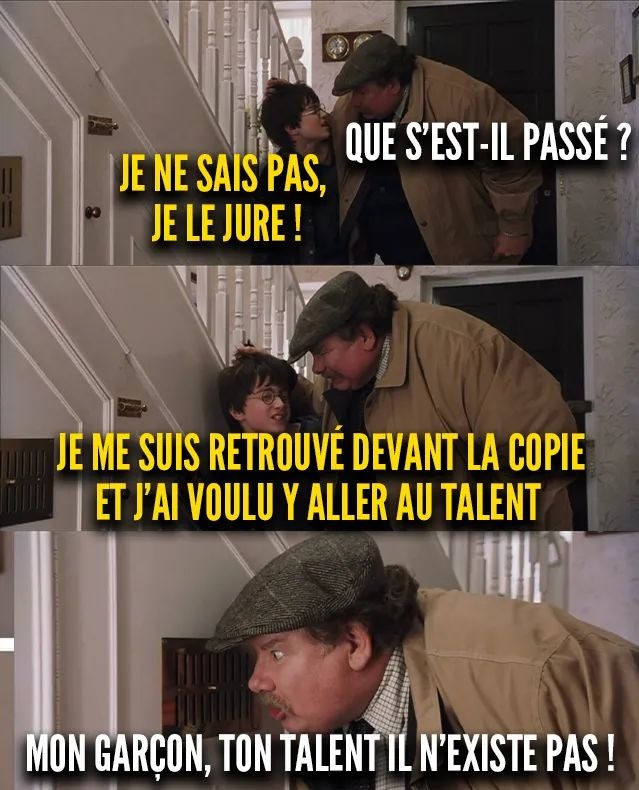 QUE S'EST-IL PASSÉ ?
JE NE SAIS PAS,
JE LE JURE !
JE ME SUIS RETROUVÉ DEVANT LA COPIE
ET J'AI VOULU Y ALLER AU TALENT
MON GARÇON, TON TALENT IL N'EXISTE PAS !